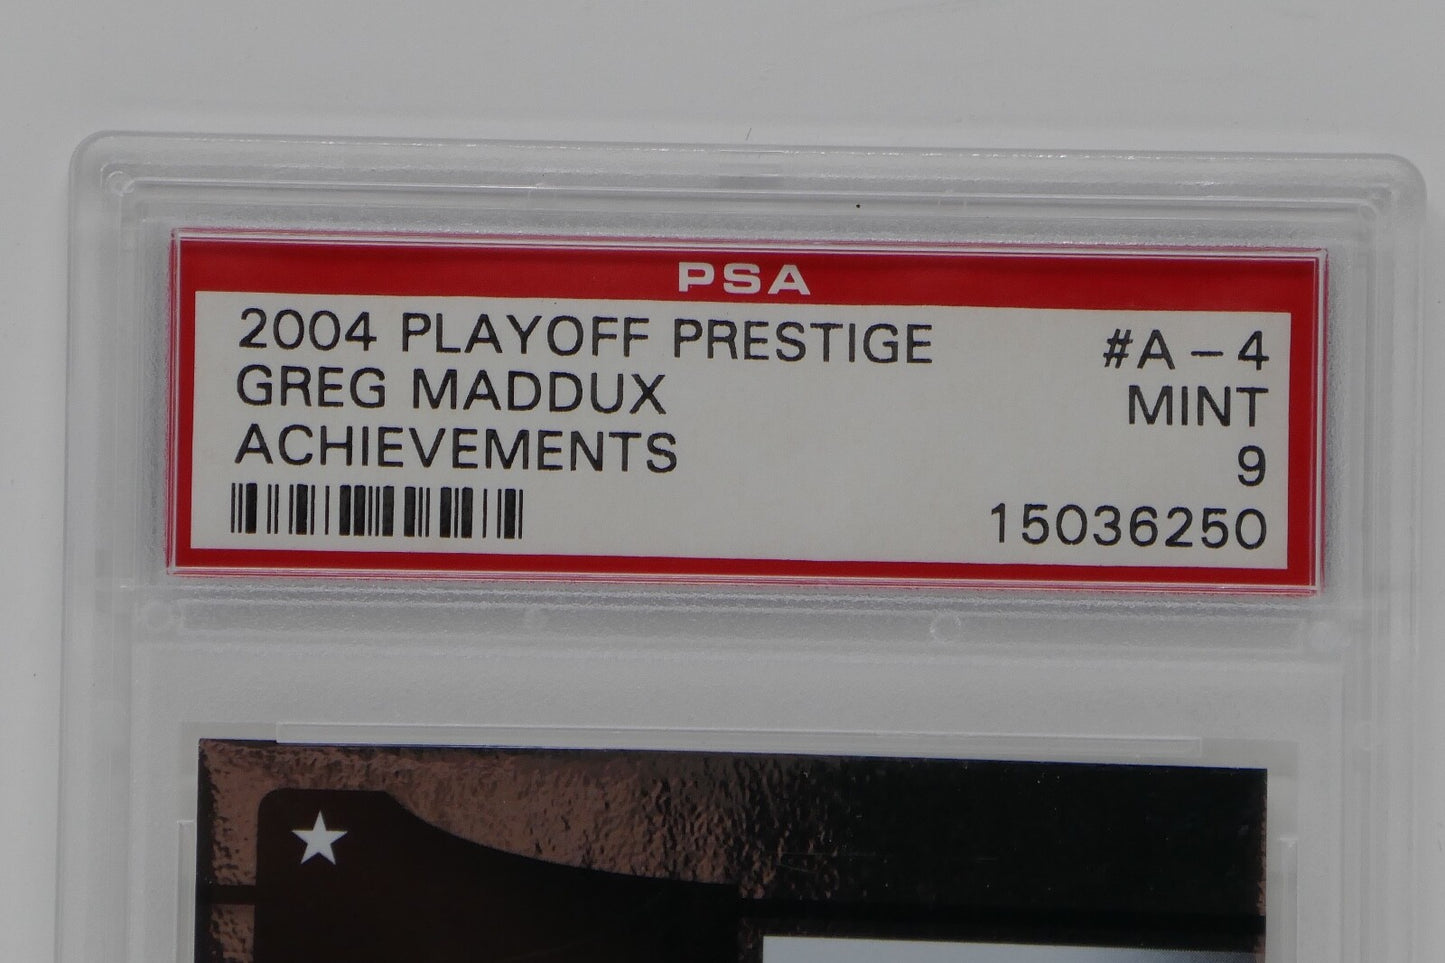 PSA
2004 PLAYOFF PRESTIGE #A-4
GREG MADDUX MINT
ACHIEVEMENTS 9
15036250